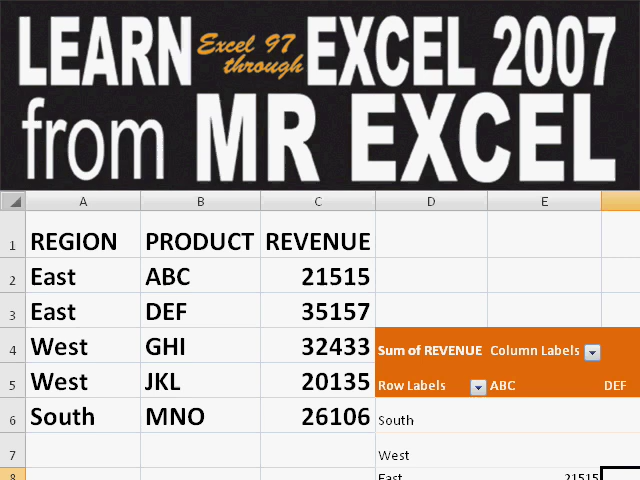 LEARN Excel 97 through EXCEL 2007
from MR EXCEL
A B C D E
1 REGION PRODUCT REVENUE
2 East ABC 21515
3 East DEF 35157
4 West GHI 32433 Sum of REVENUE Column Labels
5 West JKL 20135 Row Labels ABC DEF
6 South MNO 26106 South
7 West
8 East 21515